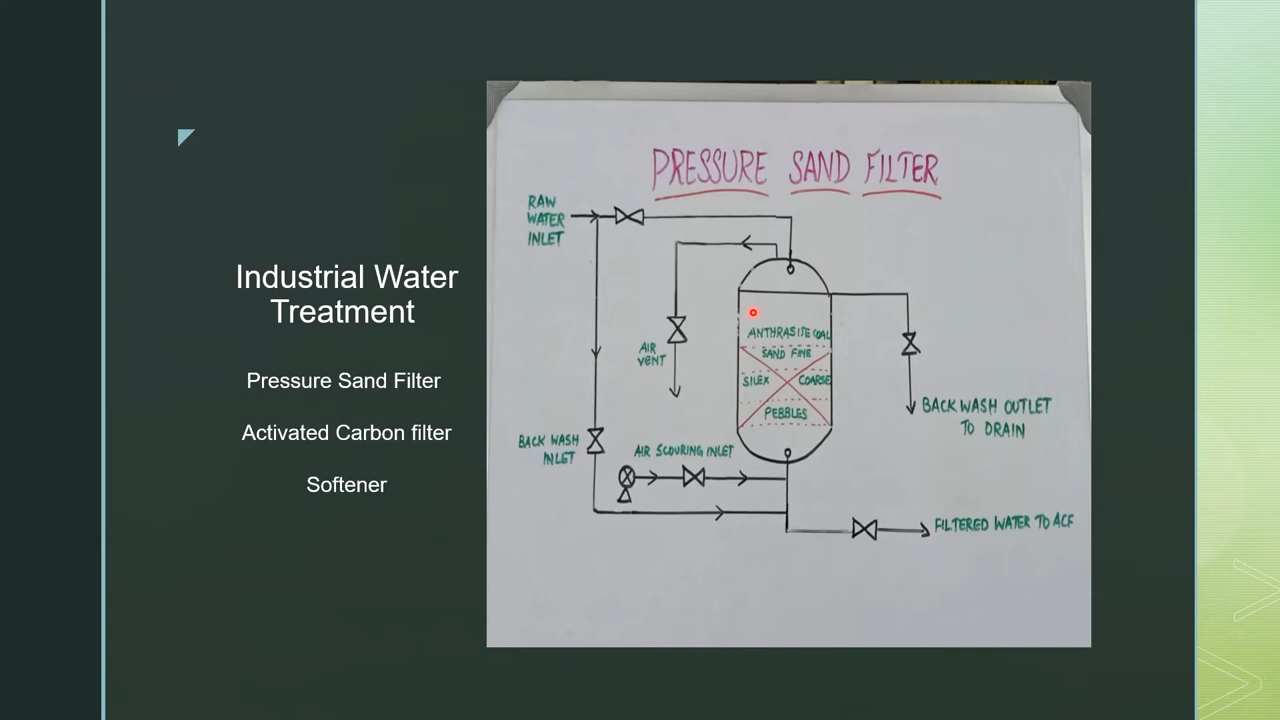 Industrial Water
Treatment
Pressure Sand Filter
Activated Carbon filter
Softener
PRESSURE SAND FILTER
RAW
WATER
INLET
AIR
VENT
ANTHRASITE COAL
SAND FINE
SILEX COARSE
PEBBLES
BACK WASH OUTLET
TO DRAIN
BACK WASH
INLET
AIR SCOURING INLET
FILTERED WATER TO ACF